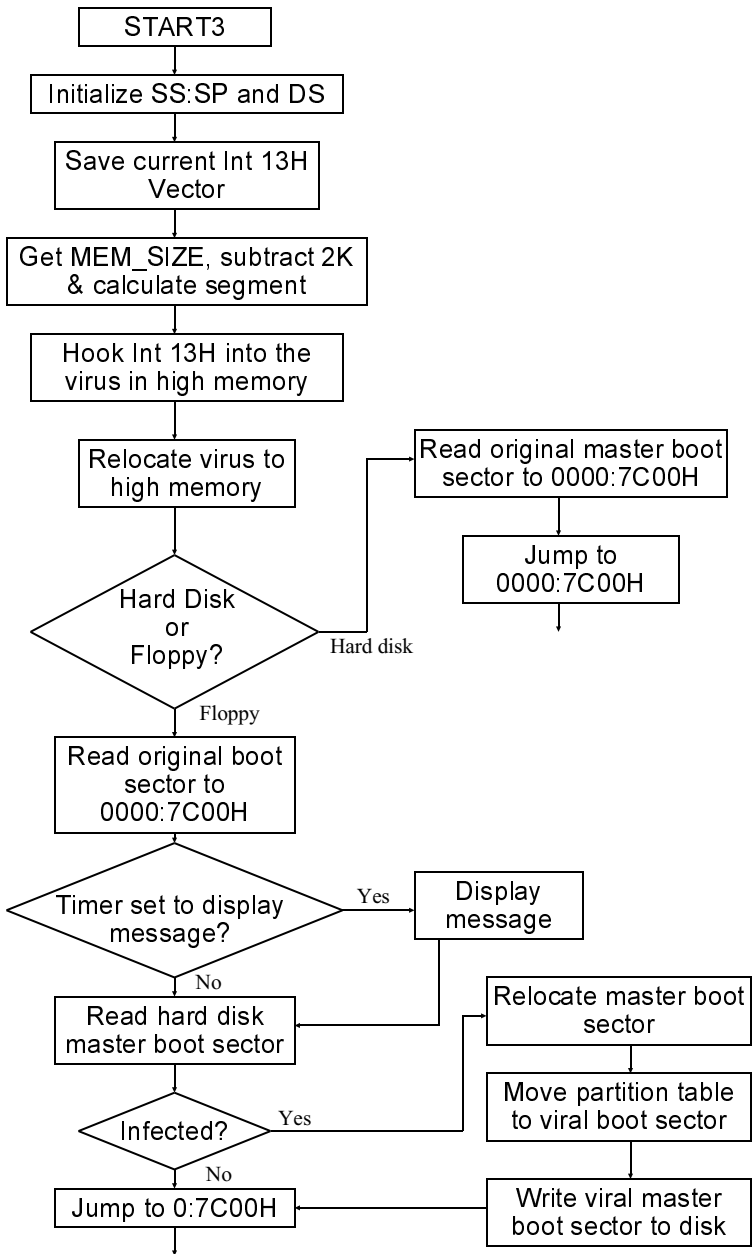 START3
Initialize SS:SP and DS
Save current Int 13H
Vector
Get MEM_SIZE, subtract 2K
& calculate segment
Hook Int 13H into the
virus in high memory
Relocate virus to
high memory
Read original master boot
sector to 0000:7C00H
Jump to
0000:7C00H
Hard Disk
or
Floppy?
Hard disk
Floppy
Read original boot
sector to
0000:7C00H
Timer set to display
message?
Yes
Display
message
No
Read hard disk
master boot sector
Relocate master boot
sector
Move partition table
to viral boot sector
Infected?
Yes
No
Write viral master
boot sector to disk
Jump to 0:7C00H